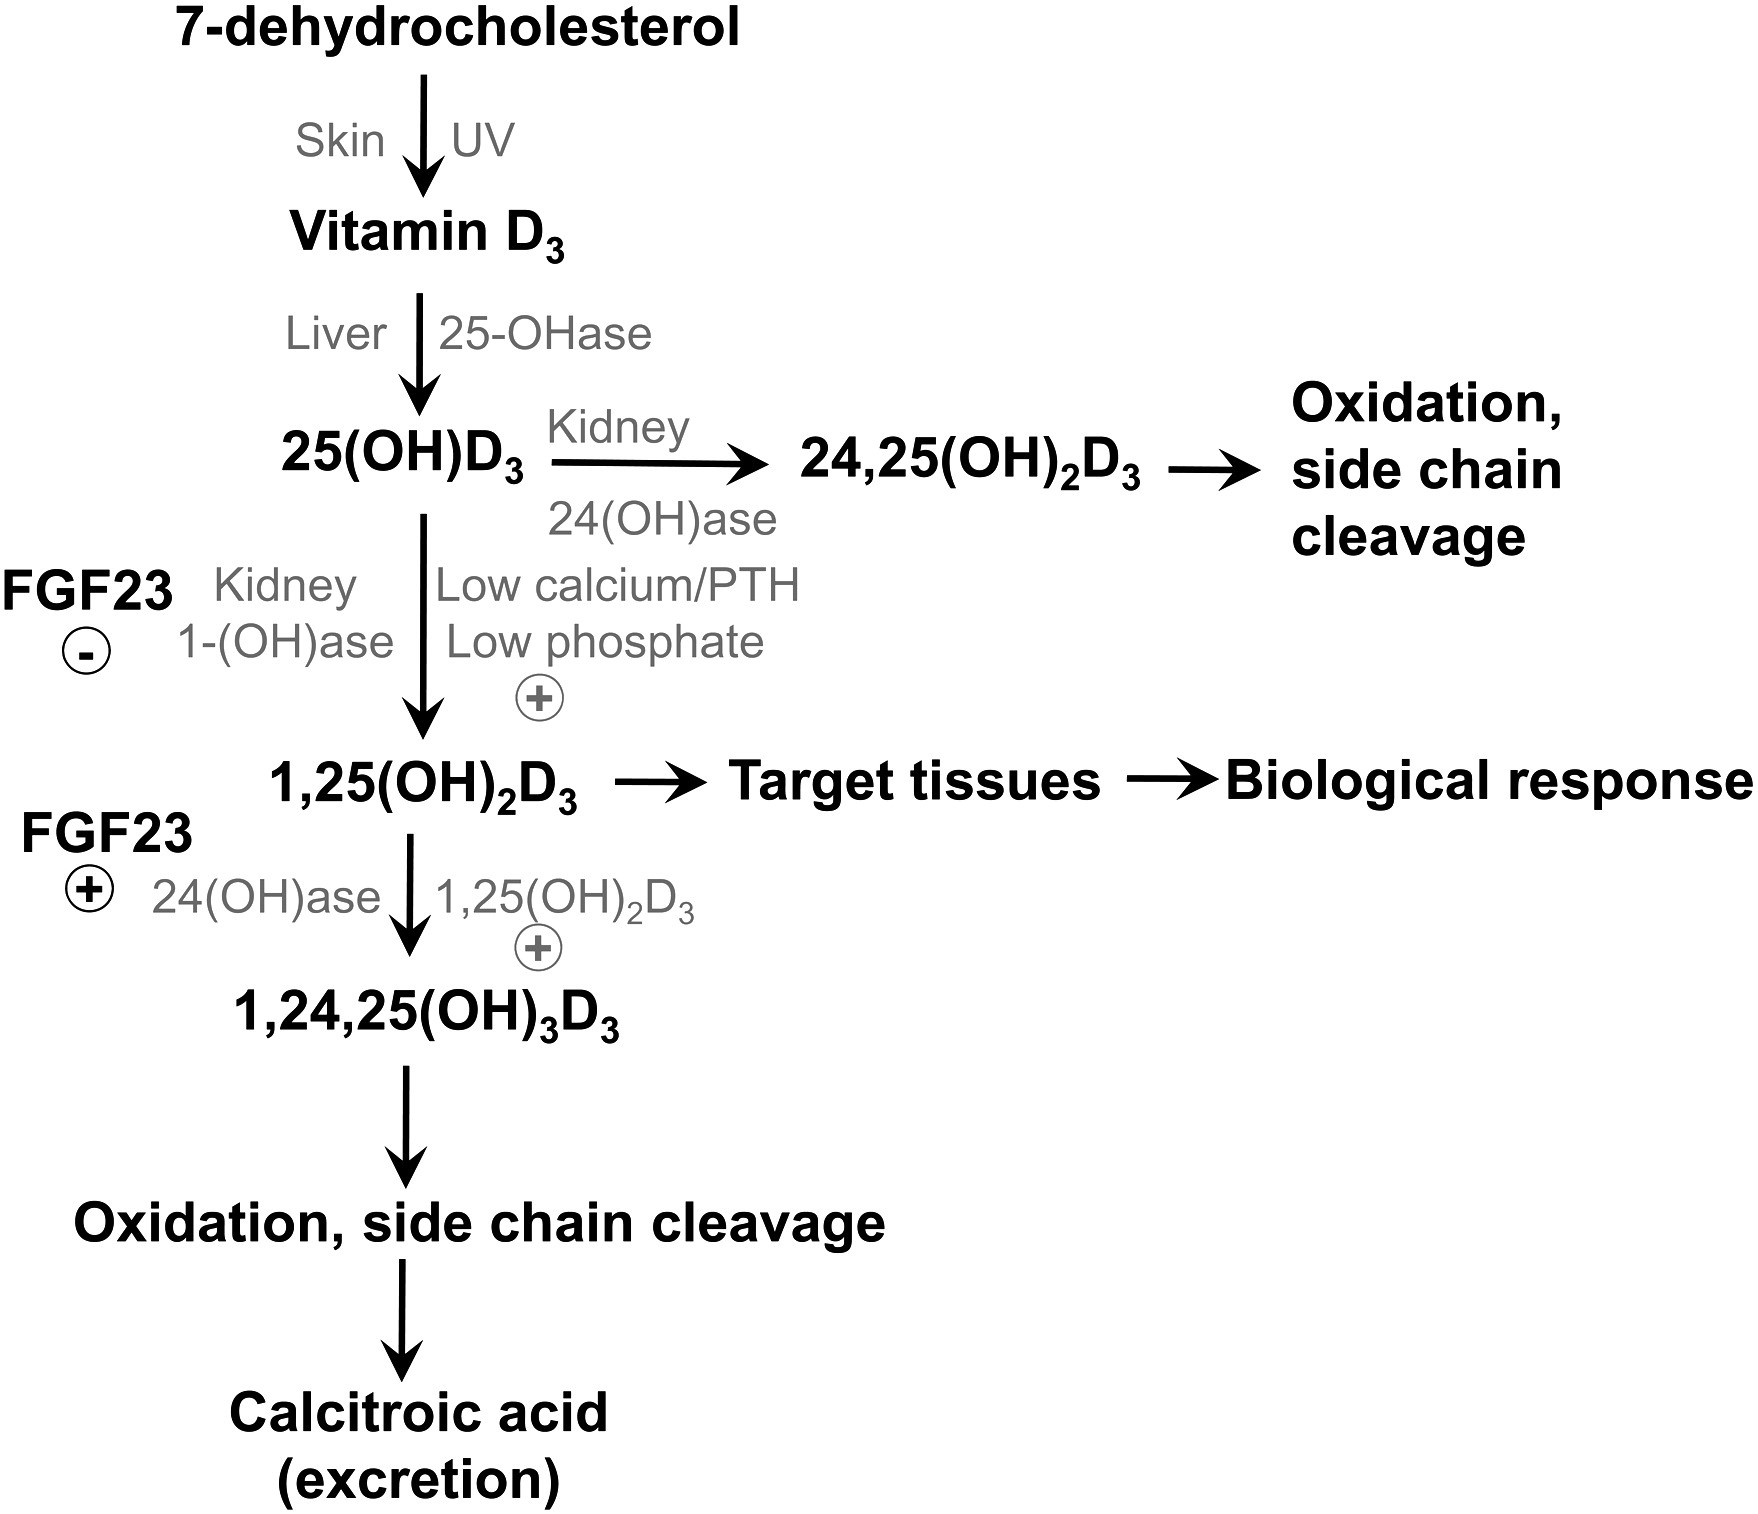 7-dehydrocholesterol
Skin UV
Vitamin D₃
Liver 25-OHase
25(OH)D₃
Kidney
24(OH)ase
24,25(OH)₂D₃
Oxidation,
side chain
cleavage
FGF23
-
Kidney
1-(OH)ase
Low calcium/PTH
Low phosphate
+
1,25(OH)₂D₃
Target tissues
Biological response
FGF23
+
24(OH)ase
1,25(OH)₂D₃
+
1,24,25(OH)₃D₃
Oxidation, side chain cleavage
Calcitroic acid
(excretion)